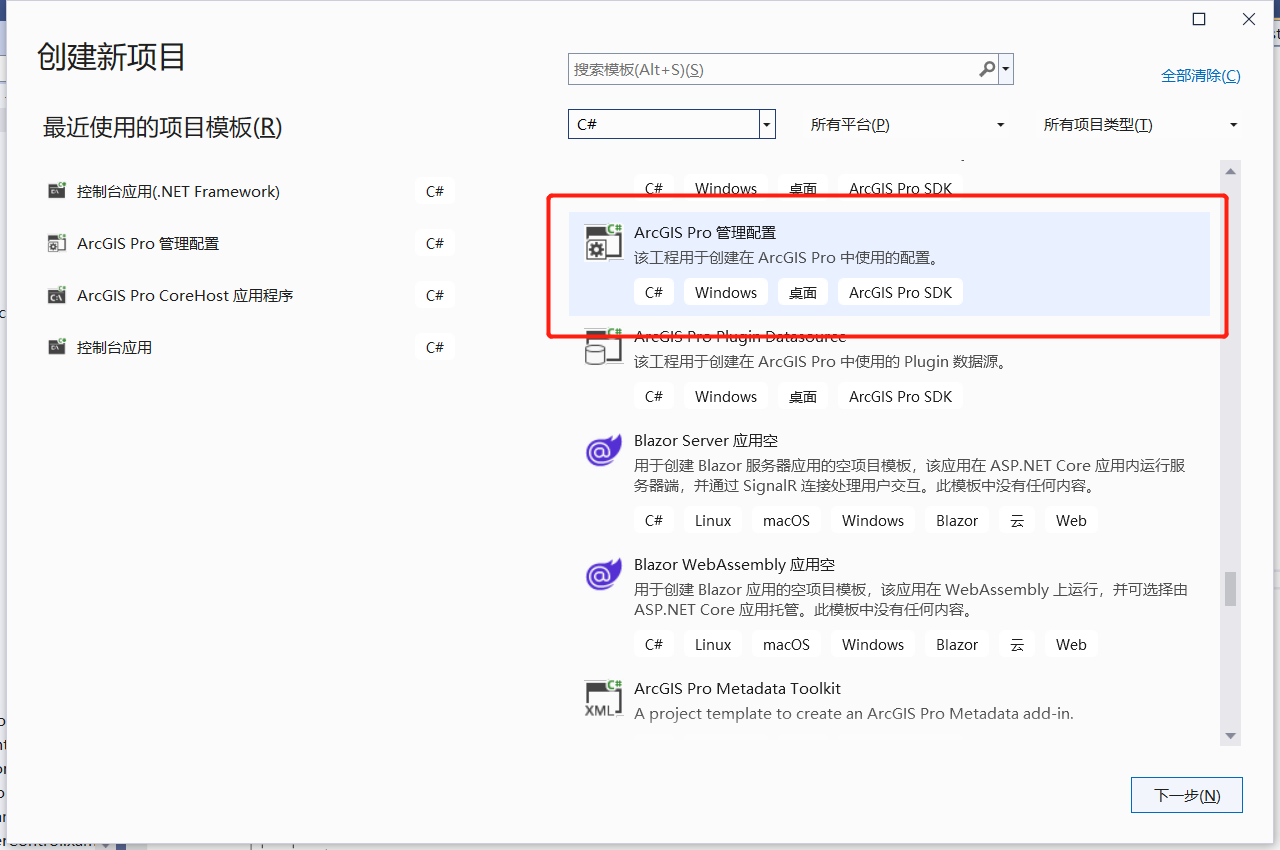 创建新项目
搜索模板(Alt+S)(S)
全部清除(C)
最近使用的项目模板(R)
C#
所有平台(P)
所有项目类型(T)
控制台应用(.NET Framework)
C#
ArcGIS Pro 管理配置
C#
ArcGIS Pro CoreHost 应用程序
C#
控制台应用
C#
C# Windows 桌面 ArcGIS Pro SDK
ArcGIS Pro 管理配置
该工程用于创建在 ArcGIS Pro 中使用的配置。
C# Windows 桌面 ArcGIS Pro SDK
ArcGIS Pro Plugin Datasource
该工程用于创建在 ArcGIS Pro 中使用的 Plugin 数据源。
C# Windows 桌面 ArcGIS Pro SDK
Blazor Server 应用空
用于创建 Blazor 服务器应用的空项目模板，该应用在 ASP.NET Core 应用内运行服
务器端，并通过 SignalR 连接处理用户交互。此模板中没有任何内容。
C# Linux macOS Windows Blazor 云 Web
Blazor WebAssembly 应用空
用于创建 Blazor 应用的空项目模板，该应用在 WebAssembly 上运行，并可选择由
ASP.NET Core 应用托管。此模板中没有任何内容。
C# Linux macOS Windows Blazor 云 Web
ArcGIS Pro Metadata Toolkit
A project template to create an ArcGIS Pro Metadata add-in.
下一步(N)